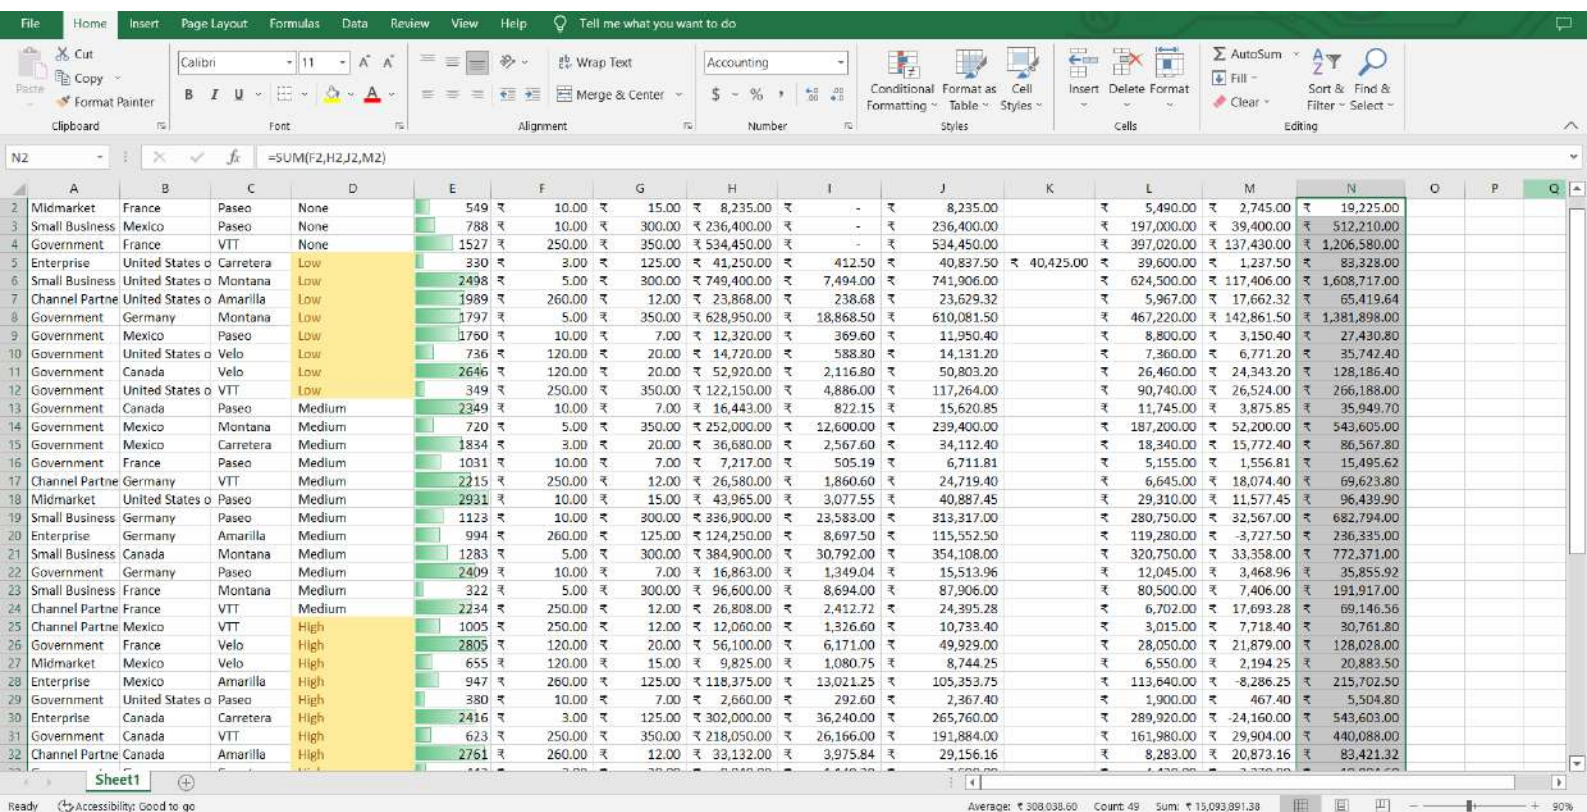 File Home Insert Page Layout Formulas Data Review View Help Tell me what you want to do
Cut
Copy
Paste
Format Painter
Clipboard
Calibri 11 A A
B I U A
Font
Wrap Text
Merge & Center
Alignment
Accounting
$ % ,
Number
Conditional Formatting
Format as Table
Cell Styles
Styles
Insert Delete Format
Cells
AutoSum
Fill
Clear
Sort & Filter
Find & Select
Editing
N2 fx =SUM(F2,H2,J2,M2)
A B C D E F G H I J K L M N O P Q
2 Midmarket France Paseo None 549 ₹ 10.00 ₹ 15.00 ₹ 8,235.00 ₹ - ₹ 8,235.00 ₹ 5,490.00 ₹ 2,745.00 ₹ 19,225.00
3 Small Business Mexico Paseo None 788 ₹ 10.00 ₹ 300.00 ₹ 236,400.00 ₹ - ₹ 236,400.00 ₹ 197,000.00 ₹ 39,400.00 ₹ 512,210.00
4 Government France VTT None 1527 ₹ 250.00 ₹ 350.00 ₹ 534,450.00 ₹ - ₹ 534,450.00 ₹ 397,020.00 ₹ 137,430.00 ₹ 1,206,580.00
5 Enterprise United States o Carretera Low 330 ₹ 3.00 ₹ 125.00 ₹ 41,250.00 ₹ 412.50 ₹ 40,837.50 ₹ 40,425.00 ₹ 39,600.00 ₹ 1,237.50 ₹ 83,328.00
6 Small Business United States o Montana Low 2498 ₹ 5.00 ₹ 300.00 ₹ 749,400.00 ₹ 7,494.00 ₹ 741,906.00 ₹ 624,500.00 ₹ 117,406.00 ₹ 1,608,717.00
7 Channel Partne United States o Amarilla Low 1989 ₹ 260.00 ₹ 12.00 ₹ 23,868.00 ₹ 238.68 ₹ 23,629.32 ₹ 5,967.00 ₹ 17,662.32 ₹ 65,419.64
8 Government Germany Montana Low 1797 ₹ 5.00 ₹ 350.00 ₹ 628,950.00 ₹ 18,868.50 ₹ 610,081.50 ₹ 467,220.00 ₹ 142,861.50 ₹ 1,381,898.00
9 Government Mexico Paseo Low 1760 ₹ 10.00 ₹ 7.00 ₹ 12,320.00 ₹ 369.60 ₹ 11,950.40 ₹ 8,800.00 ₹ 3,150.40 ₹ 27,430.80
10 Government United States o Velo Low 736 ₹ 120.00 ₹ 20.00 ₹ 14,720.00 ₹ 588.80 ₹ 14,131.20 ₹ 7,360.00 ₹ 6,771.20 ₹ 35,742.40
11 Government Canada Velo Low 2646 ₹ 120.00 ₹ 20.00 ₹ 52,920.00 ₹ 2,116.80 ₹ 50,803.20 ₹ 26,460.00 ₹ 24,343.20 ₹ 128,186.40
12 Government United States o VTT Low 349 ₹ 250.00 ₹ 350.00 ₹ 122,150.00 ₹ 4,886.00 ₹ 117,264.00 ₹ 90,740.00 ₹ 26,524.00 ₹ 266,188.00
13 Government Canada Paseo Medium 2349 ₹ 10.00 ₹ 7.00 ₹ 16,443.00 ₹ 822.15 ₹ 15,620.85 ₹ 11,745.00 ₹ 3,875.85 ₹ 35,949.70
14 Government Mexico Montana Medium 720 ₹ 5.00 ₹ 350.00 ₹ 252,000.00 ₹ 12,600.00 ₹ 239,400.00 ₹ 187,200.00 ₹ 52,200.00 ₹ 543,605.00
15 Government Mexico Carretera Medium 1834 ₹ 3.00 ₹ 20.00 ₹ 36,680.00 ₹ 2,567.60 ₹ 34,112.40 ₹ 18,340.00 ₹ 15,772.40 ₹ 86,567.80
16 Government France Paseo Medium 1031 ₹ 10.00 ₹ 7.00 ₹ 7,217.00 ₹ 505.19 ₹ 6,711.81 ₹ 5,155.00 ₹ 1,556.81 ₹ 15,495.62
17 Channel Partne Germany VTT Medium 2215 ₹ 250.00 ₹ 12.00 ₹ 26,580.00 ₹ 1,860.60 ₹ 24,719.40 ₹ 6,645.00 ₹ 18,074.40 ₹ 69,623.80
18 Midmarket United States o Paseo Medium 2931 ₹ 10.00 ₹ 15.00 ₹ 43,965.00 ₹ 3,077.55 ₹ 40,887.45 ₹ 29,310.00 ₹ 11,577.45 ₹ 96,439.90
19 Small Business Germany Paseo Medium 1123 ₹ 10.00 ₹ 300.00 ₹ 336,900.00 ₹ 23,583.00 ₹ 313,317.00 ₹ 280,750.00 ₹ 32,567.00 ₹ 682,794.00
20 Enterprise Germany Amarilla Medium 994 ₹ 260.00 ₹ 125.00 ₹ 124,250.00 ₹ 8,697.50 ₹ 115,552.50 ₹ 119,280.00 ₹ -3,727.50 ₹ 236,335.00
21 Small Business Canada Montana Medium 1283 ₹ 5.00 ₹ 300.00 ₹ 384,900.00 ₹ 30,792.00 ₹ 354,108.00 ₹ 320,750.00 ₹ 33,358.00 ₹ 772,371.00
22 Government Germany Paseo Medium 2409 ₹ 10.00 ₹ 7.00 ₹ 16,863.00 ₹ 1,349.04 ₹ 15,513.96 ₹ 12,045.00 ₹ 3,468.96 ₹ 35,855.92
23 Small Business France Montana Medium 322 ₹ 5.00 ₹ 300.00 ₹ 96,600.00 ₹ 8,694.00 ₹ 87,906.00 ₹ 80,500.00 ₹ 7,406.00 ₹ 191,917.00
24 Channel Partne France VTT Medium 2234 ₹ 250.00 ₹ 12.00 ₹ 26,808.00 ₹ 2,412.72 ₹ 24,395.28 ₹ 6,702.00 ₹ 17,693.28 ₹ 69,146.56
25 Channel Partne Mexico VTT High 1005 ₹ 250.00 ₹ 12.00 ₹ 12,060.00 ₹ 1,326.60 ₹ 10,733.40 ₹ 3,015.00 ₹ 7,718.40 ₹ 30,761.80
26 Government France Velo High 2805 ₹ 120.00 ₹ 20.00 ₹ 56,100.00 ₹ 6,171.00 ₹ 49,929.00 ₹ 28,050.00 ₹ 21,879.00 ₹ 128,028.00
27 Midmarket Mexico Velo High 655 ₹ 120.00 ₹ 15.00 ₹ 9,825.00 ₹ 1,080.75 ₹ 8,744.25 ₹ 6,550.00 ₹ 2,194.25 ₹ 20,883.50
28 Enterprise Mexico Amarilla High 947 ₹ 260.00 ₹ 125.00 ₹ 118,375.00 ₹ 13,021.25 ₹ 105,353.75 ₹ 113,640.00 ₹ -8,286.25 ₹ 215,702.50
29 Government United States o Paseo High 380 ₹ 10.00 ₹ 7.00 ₹ 2,660.00 ₹ 292.60 ₹ 2,367.40 ₹ 1,900.00 ₹ 467.40 ₹ 5,504.80
30 Enterprise Canada Carretera High 2416 ₹ 3.00 ₹ 125.00 ₹ 302,000.00 ₹ 36,240.00 ₹ 265,760.00 ₹ 289,920.00 ₹ -24,160.00 ₹ 543,603.00
31 Government Canada VTT High 623 ₹ 250.00 ₹ 350.00 ₹ 218,050.00 ₹ 26,166.00 ₹ 191,884.00 ₹ 161,980.00 ₹ 29,904.00 ₹ 440,088.00
32 Channel Partne Canada Amarilla High 2761 ₹ 260.00 ₹ 12.00 ₹ 33,132.00 ₹ 3,975.84 ₹ 29,156.16 ₹ 8,283.00 ₹ 20,873.16 ₹ 83,421.32
Sheet1
Ready Accessibility: Good to go Average: ₹ 308,038.60 Count: 49 Sum: ₹ 15,093,891.38 90%